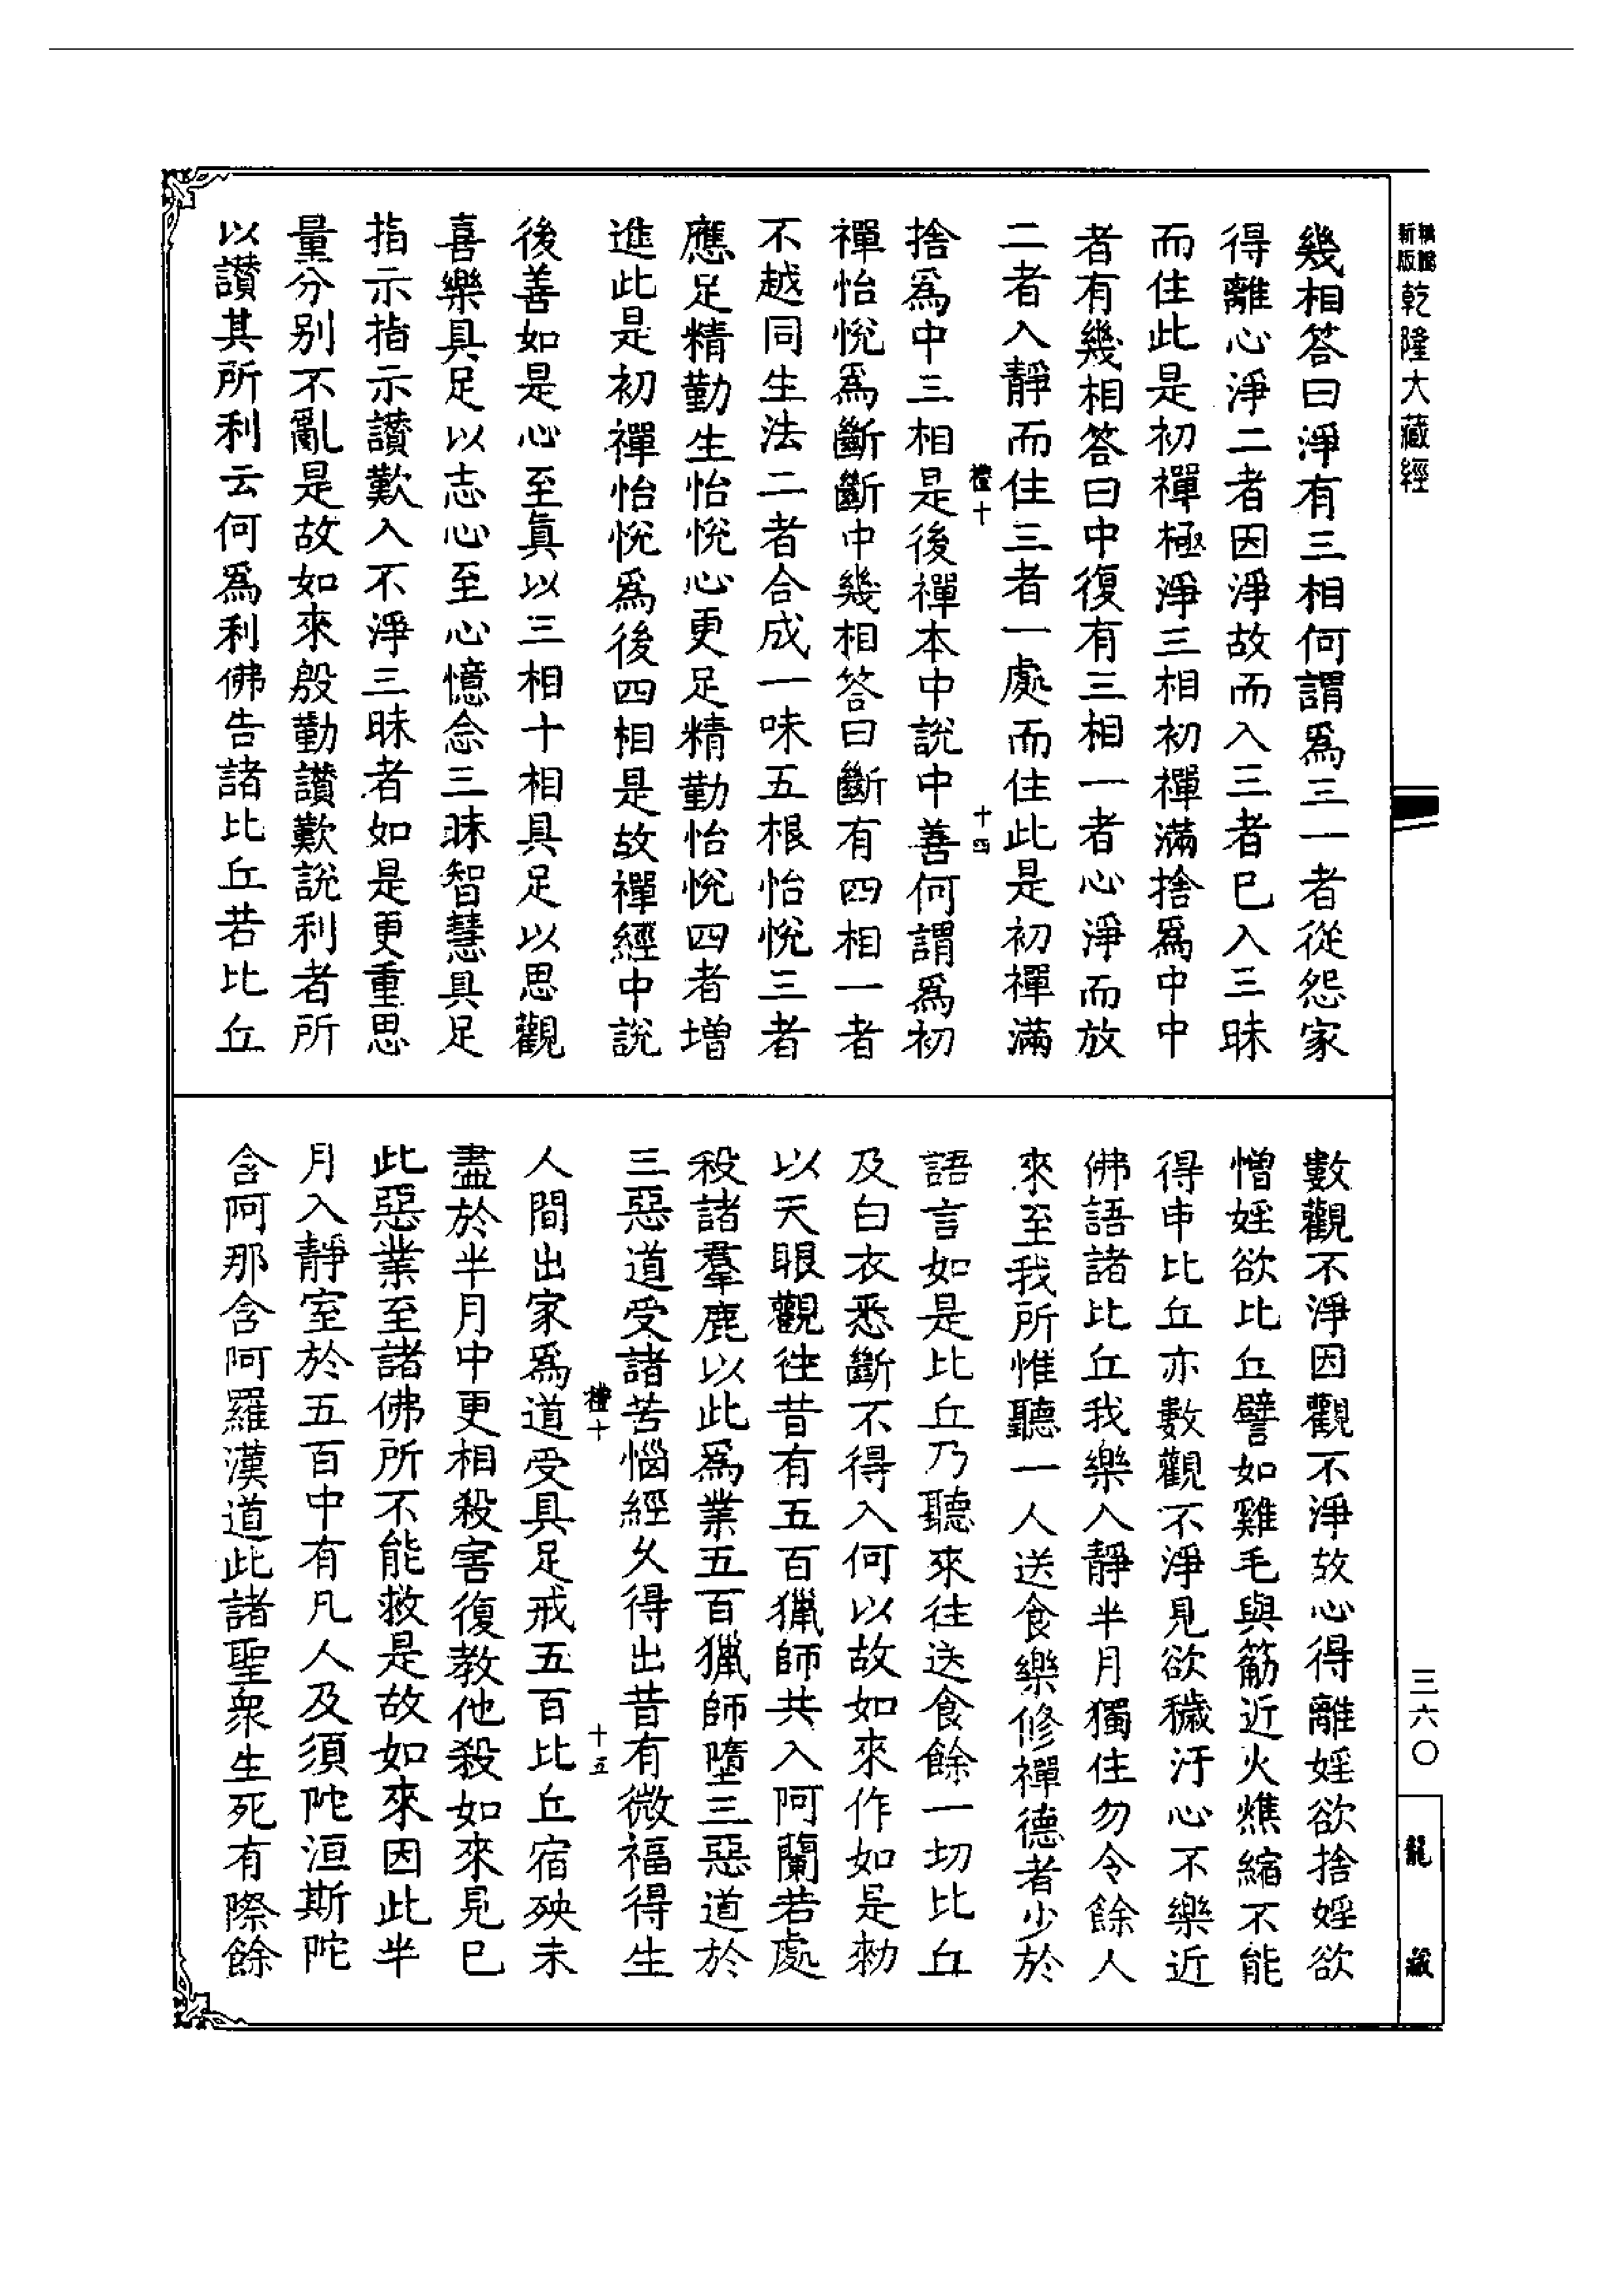 新版
乾隆大藏經
幾相答曰淨有三相何謂爲三一者從怨家
得離心淨二者因淨故而入三者已入三昧
而住此是初禪極淨三相初禪滿捨爲中中
者有幾相答曰中復有三相一者心淨而放
二者入靜而住三者一處而住此是初禪滿
禮十 十四
捨爲中三相是後禪本中說中善何謂爲初
禪怡悅爲斷斷中幾相答曰斷有四相一者
不越同生法二者合成一味五根怡悅三者
應足精勤生怡悅心更足精勤怡悅四者增
進此是初禪怡悅爲後四相是故禪經中說
後善如是心至真以三相十相具足以思觀
喜樂具足以志心至心憶念三昧智慧具足
指示指示讃歎入不淨三昧者如是更重思
量分別不亂是故如來殷勤讃歎說利者所
以讃其所利云何爲利佛告諸比丘若比丘
數觀不淨因觀不淨故心得離婬欲捨婬欲
憎婬欲比丘譬如雞毛與筋近火燋縮不能
得申比丘亦數觀不淨見欲穢汙心不樂近
佛語諸比丘我樂入靜半月獨住勿令餘人
來至我所惟聽一人送食樂修禪德者少於
語言如是比丘乃聽來往送食餘一切比丘
及白衣悉斷不得入何以故如來作如是勑
以天眼觀往昔有五百獵師共入阿蘭若處
殺諸羣鹿以此爲業五百獵師墮三惡道於
三惡道受諸苦惱經久得出昔有微福得生
禮十 十五
人間出家爲道受具足戒五百比丘宿殃未
盡於半月中更相殺害復教他殺如來見已
此惡業至諸佛所不能救是故如來因此半
月入靜室於五百中有凡人及須陀洹斯陀
含阿那含阿羅漢道此諸聖衆生死有際餘
三六〇
龍藏